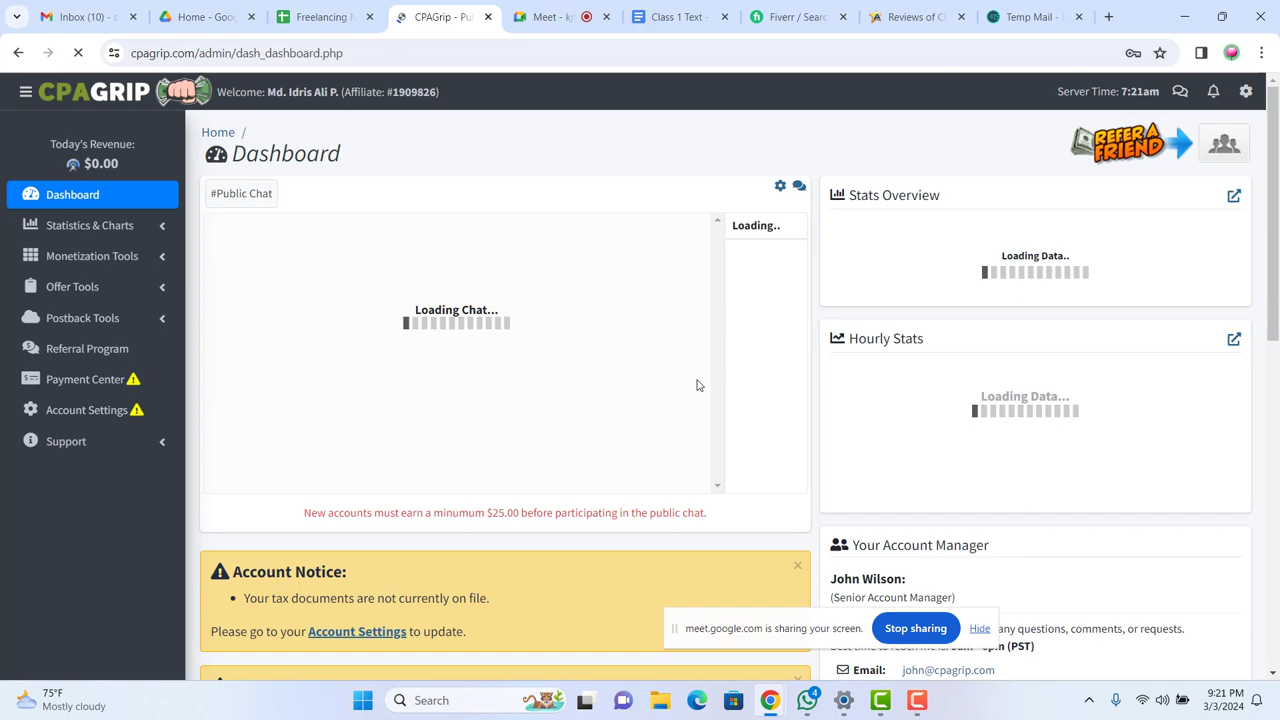 Inbox (10
Home - Goo
Freelancing M
CPAGrip - Pu
Meet - kj
Class 1 Text -
Fiverr / Sear
Reviews of C
Temp Mail -
cpagrip.com/admin/dash_dashboard.php
CPAGRIP
Welcome: Md. Idris Ali P. (Affiliate: #1909826)
Server Time: 7:21am
Today's Revenue:
$0.00
Dashboard
Statistics & Charts
Monetization Tools
Offer Tools
Postback Tools
Referral Program
Payment Center
Account Settings
Support
Home /
Dashboard
REFER A FRIEND
#Public Chat
Loading..
Loading Chat...
New accounts must earn a minumum $25.00 before participating in the public chat.
Account Notice:
Your tax documents are not currently on file.
Please go to your Account Settings to update.
Stats Overview
Loading Data..
Hourly Stats
Loading Data...
Your Account Manager
John Wilson:
(Senior Account Manager)
any questions, comments, or requests.
(PST)
Email: john@cpagrip.com
meet.google.com is sharing your screen.
Stop sharing
Hide
75°F
Mostly cloudy
Search
4
9:21 PM
3/3/2024